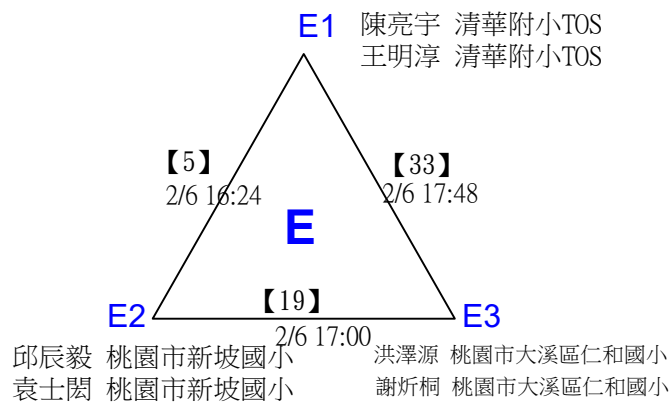 E1 陳亮宇 清華附小TOS
王明淳 清華附小TOS
【5】
2/6 16:24
【33】
2/6 17:48
E
【19】
2/6 17:00
E2
E3
邱辰毅 桃園市新坡國小
袁士閎 桃園市新坡國小
洪澤源 桃園市大溪區仁和國小
謝炘桐 桃園市大溪區仁和國小